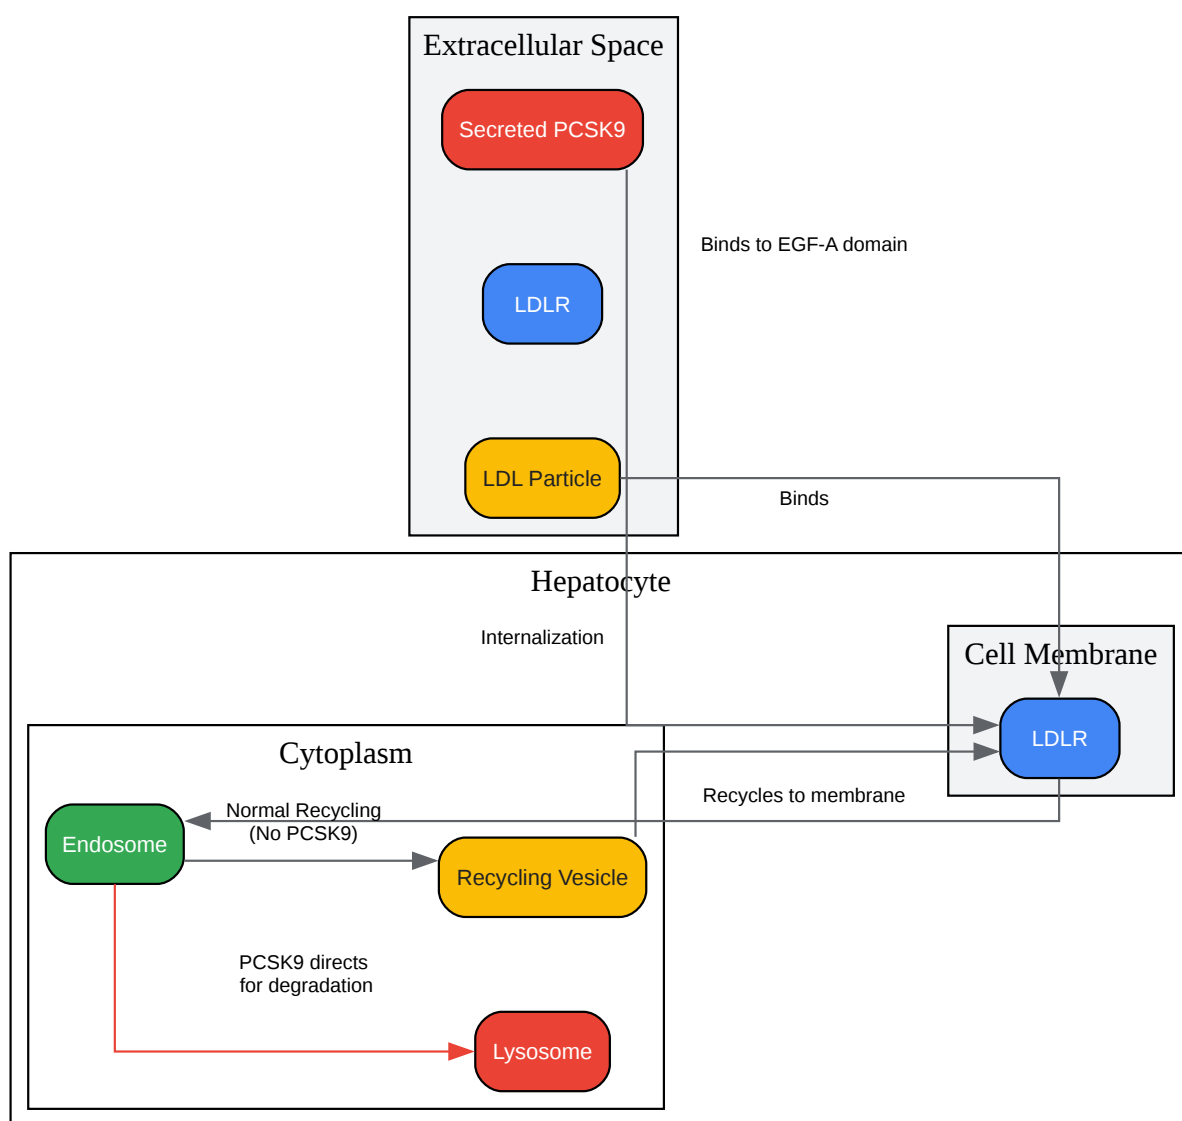 Extracellular Space
Secreted PCSK9
Binds to EGF-A domain
LDLR
LDL Particle
Binds
Hepatocyte
Internalization
Cell Membrane
LDLR
Cytoplasm
Recycles to membrane
Normal Recycling
(No PCSK9)
Endosome
Recycling Vesicle
PCSK9 directs
for degradation
Lysosome